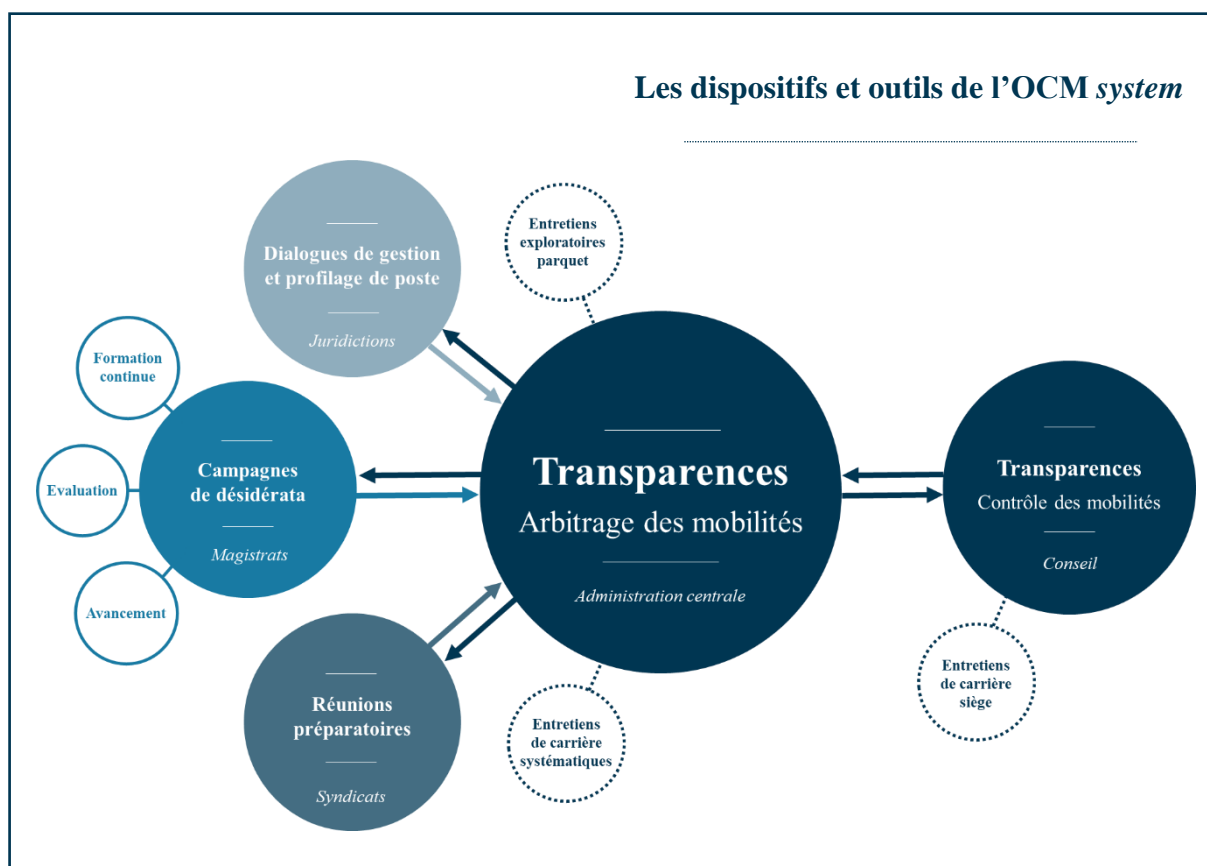 Les dispositifs et outils de l’OCM system
Dialogues de gestion
et profilage de poste
Juridictions
Entretiens
exploratoires
parquet
Formation
continue
Evaluation
Avancement
Campagnes
de désidérata
Magistrats
Transparences
Arbitrage des mobilités
Administration centrale
Transparences
Contrôle des mobilités
Conseil
Réunions
préparatoires
Syndicats
Entretiens
de carrière
systématiques
Entretiens
de carrière
siège